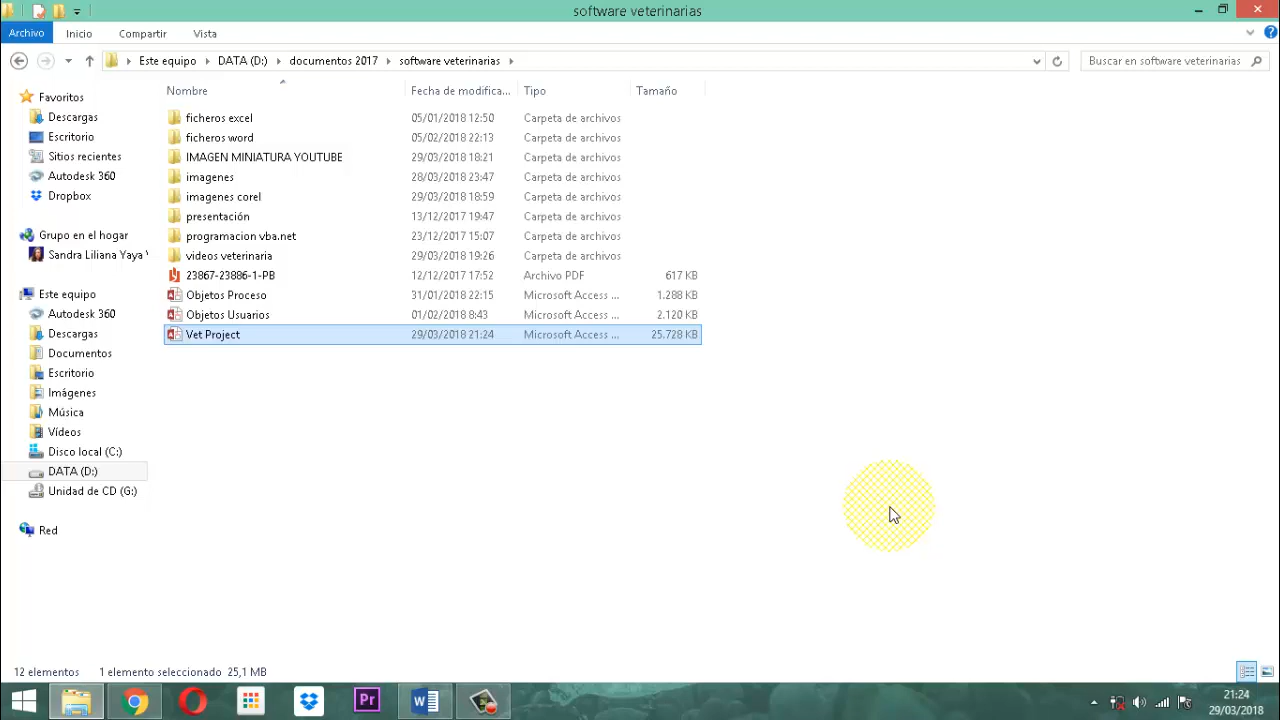 software veterinarias
Archivo Inicio Compartir Vista
Este equipo DATA (D:) documentos 2017 software veterinarias Buscar en software veterinarias
Nombre Fecha de modifica... Tipo Tamaño
ficheros excel 05/01/2018 12:50 Carpeta de archivos
ficheros word 05/02/2018 22:13 Carpeta de archivos
IMAGEN MINIATURA YOUTUBE 29/03/2018 18:21 Carpeta de archivos
imagenes 28/03/2018 23:47 Carpeta de archivos
imagenes corel 29/03/2018 18:59 Carpeta de archivos
presentación 13/12/2017 19:47 Carpeta de archivos
programacion vba.net 23/12/2017 15:07 Carpeta de archivos
videos veterinaria 29/03/2018 19:26 Carpeta de archivos
23867-23886-1-PB 12/12/2017 17:52 Archivo PDF 617 KB
Objetos Proceso 31/01/2018 22:15 Microsoft Access ... 1.288 KB
Objetos Usuarios 01/02/2018 8:43 Microsoft Access ... 2.120 KB
Vet Project 29/03/2018 21:24 Microsoft Access ... 25.728 KB
Favoritos
Descargas
Escritorio
Sitios recientes
Autodesk 360
Dropbox
Grupo en el hogar
Sandra Liliana Yaya
Este equipo
Autodesk 360
Descargas
Documentos
Escritorio
Imágenes
Música
Vídeos
Disco local (C:)
DATA (D:)
Unidad de CD (G:)
Red
12 elementos 1 elemento seleccionado 25,1 MB
Pr
21:24
29/03/2018